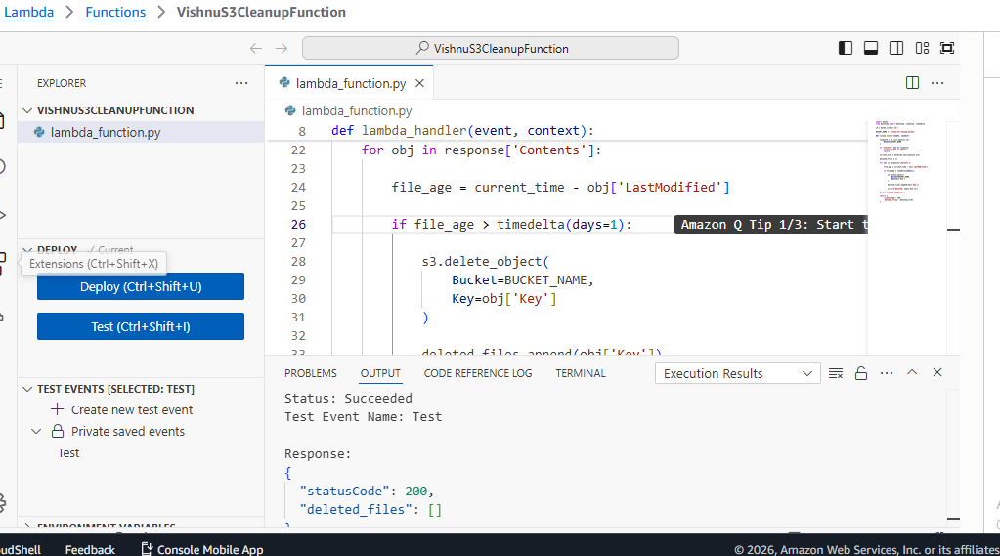 Lambda > Functions > VishnuS3CleanupFunction
VishnuS3CleanupFunction
EXPLORER
VISHNUS3CLEANUPFUNCTION
lambda_function.py
DEPLOY
Current
Extensions (Ctrl+Shift+X)
Deploy (Ctrl+Shift+U)
Test (Ctrl+Shift+I)
TEST EVENTS [SELECTED: TEST]
Create new test event
Private saved events
Test
ENVIRONMENT VARIABLES
lambda_function.py
lambda_function.py
8 def lambda_handler(event, context):
22 for obj in response['Contents']:
23
24 file_age = current_time - obj['LastModified']
25
26 if file_age > timedelta(days=1): Amazon Q Tip 1/3: Start t
27
28 s3.delete_object(
29 Bucket=BUCKET_NAME,
30 Key=obj['Key']
31 )
32
33 deleted_files.append(obj['Key'])
PROBLEMS OUTPUT CODE REFERENCE LOG TERMINAL Execution Results
Status: Succeeded
Test Event Name: Test
Response:
{
"statusCode": 200,
"deleted_files": []
}
oudShell Feedback Console Mobile App © 2026, Amazon Web Services, Inc. or its affiliates